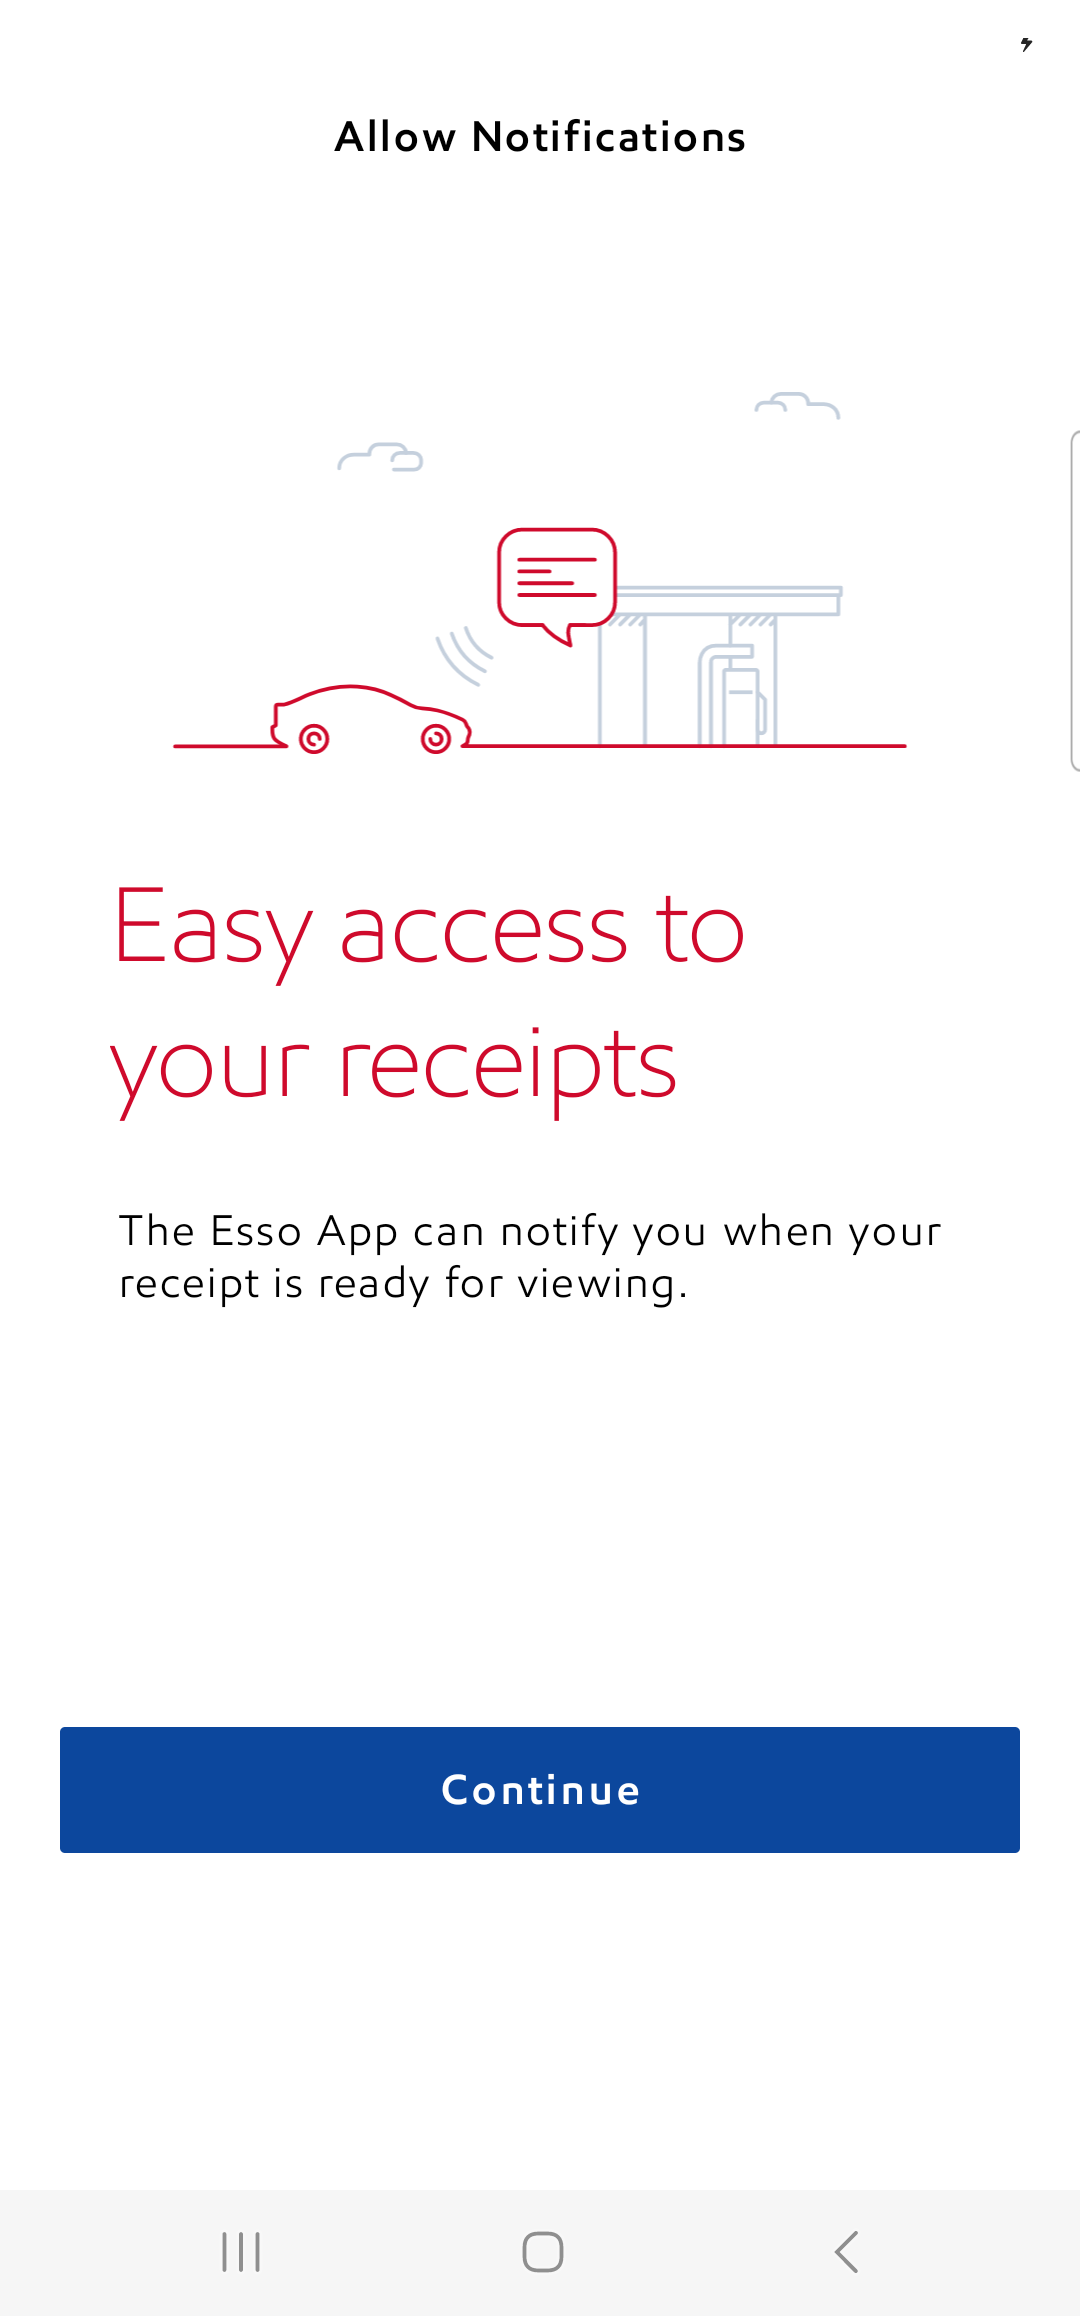 Allow Notifications
Easy access to
your receipts
The Esso App can notify you when your
receipt is ready for viewing.
Continue